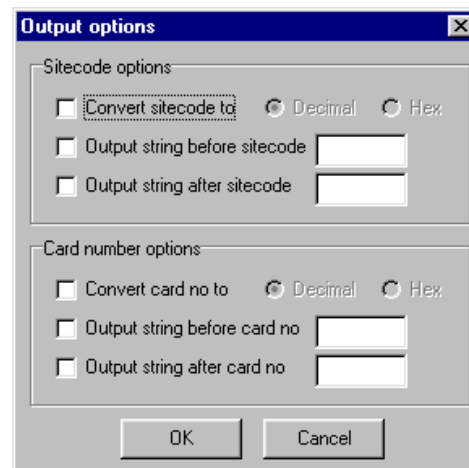 Output options
Sitecode options
Convert sitecode to Decimal Hex
Output string before sitecode
Output string after sitecode
Card number options
Convert card no to Decimal Hex
Output string before card no
Output string after card no
OK Cancel